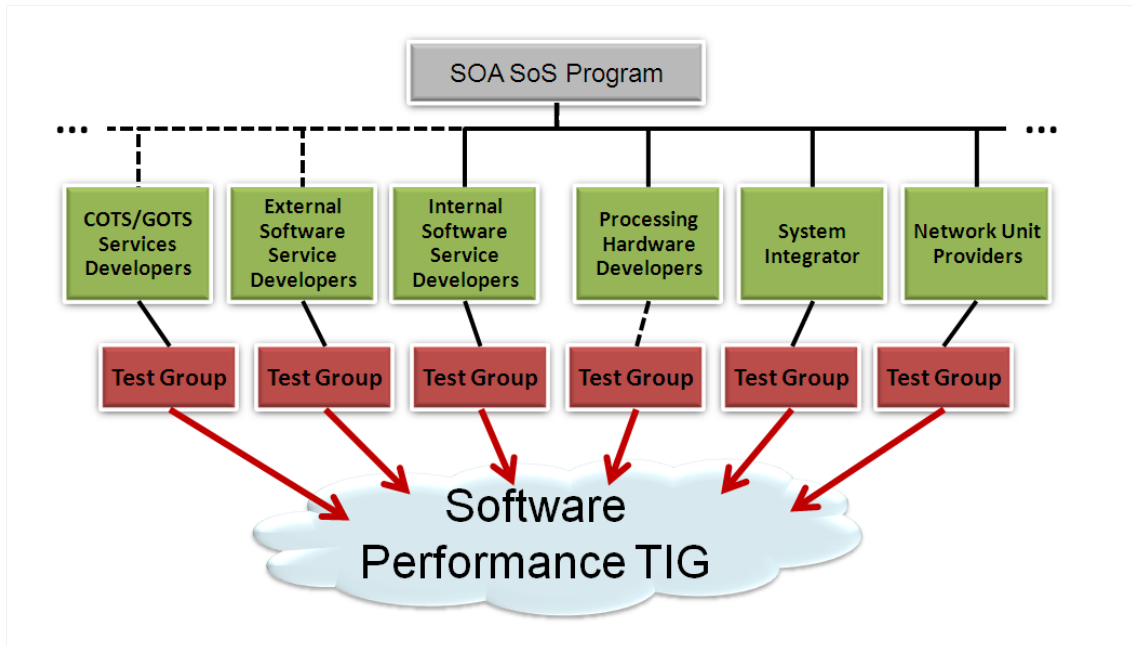 SOA SoS Program
... ...
COTS/GOTS
Services
Developers
External
Software
Service
Developers
Internal
Software
Service
Developers
Processing
Hardware
Developers
System
Integrator
Network Unit
Providers
Test Group
Test Group
Test Group
Test Group
Test Group
Test Group
Software
Performance TIG